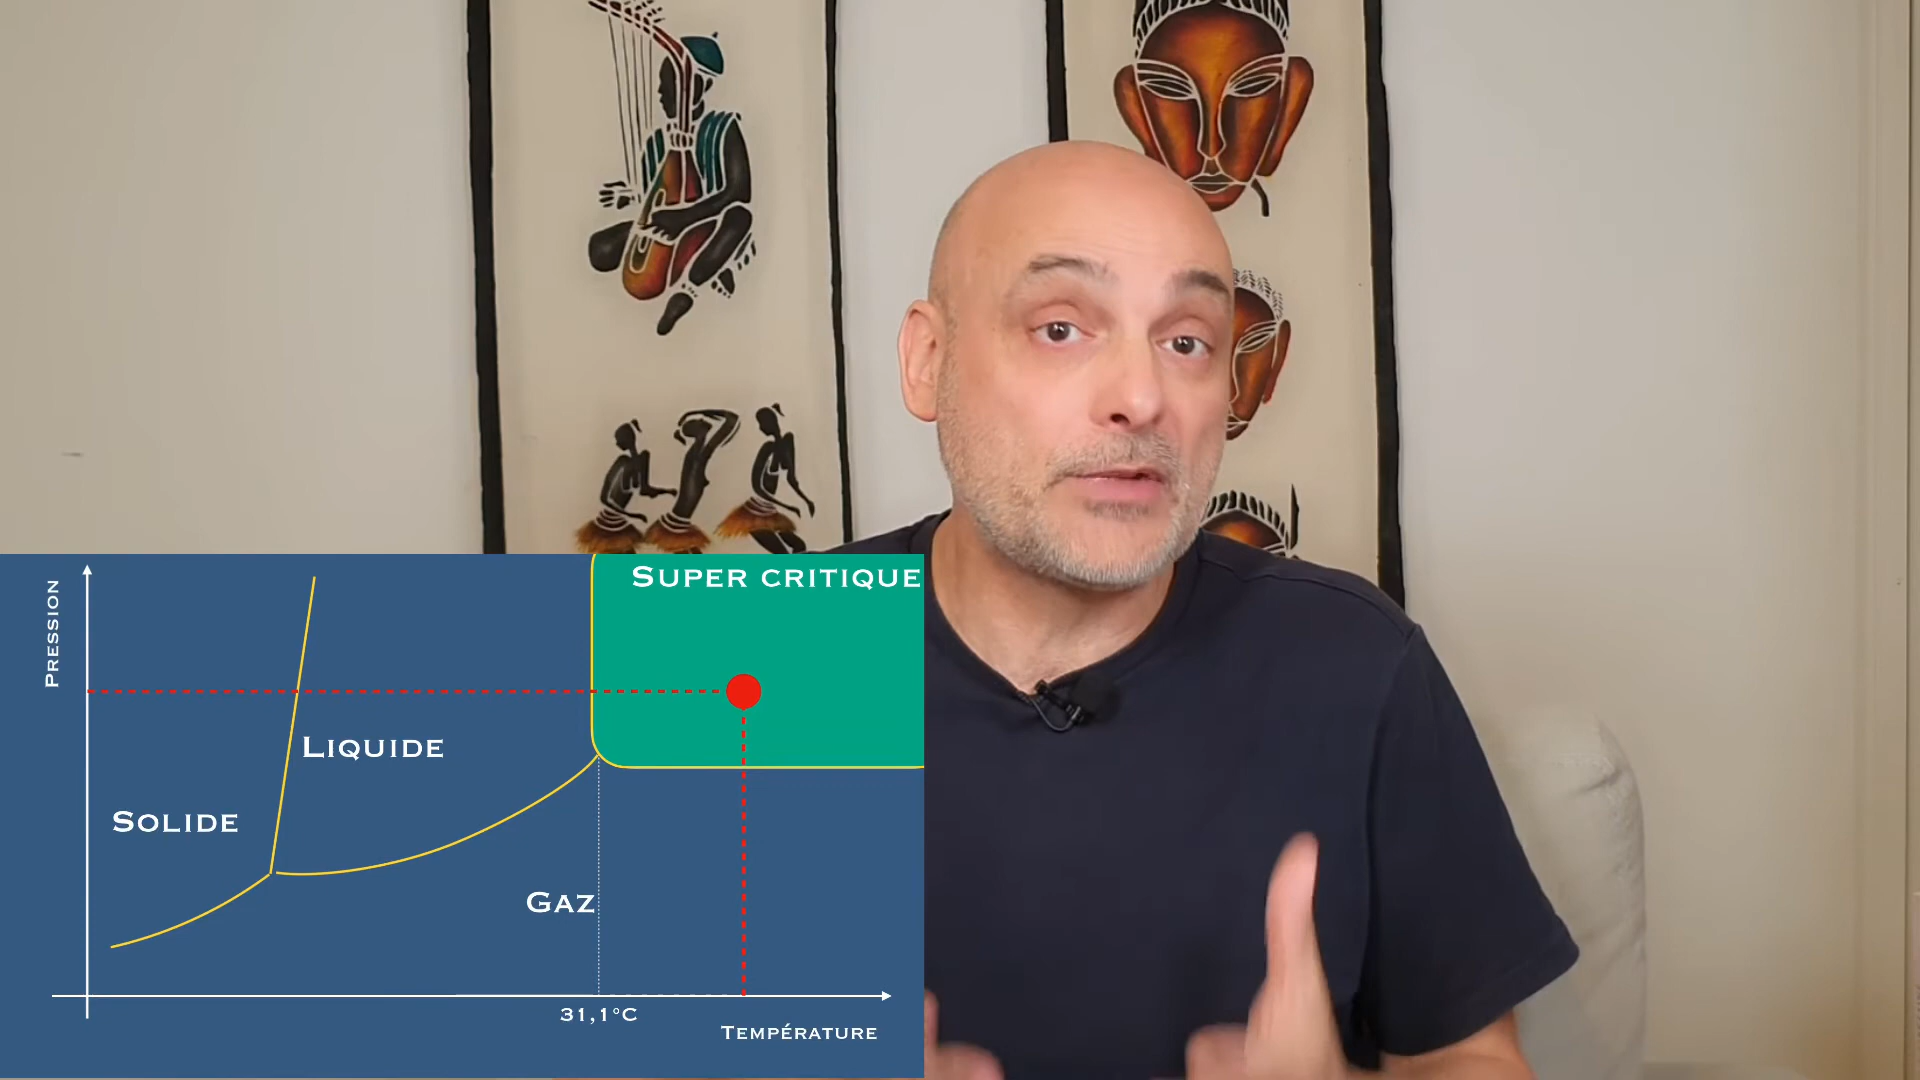 PRESSION
SUPER CRITIQUE
LIQUIDE
SOLIDE
GAZ
31,1°C
TEMPÉRATURE